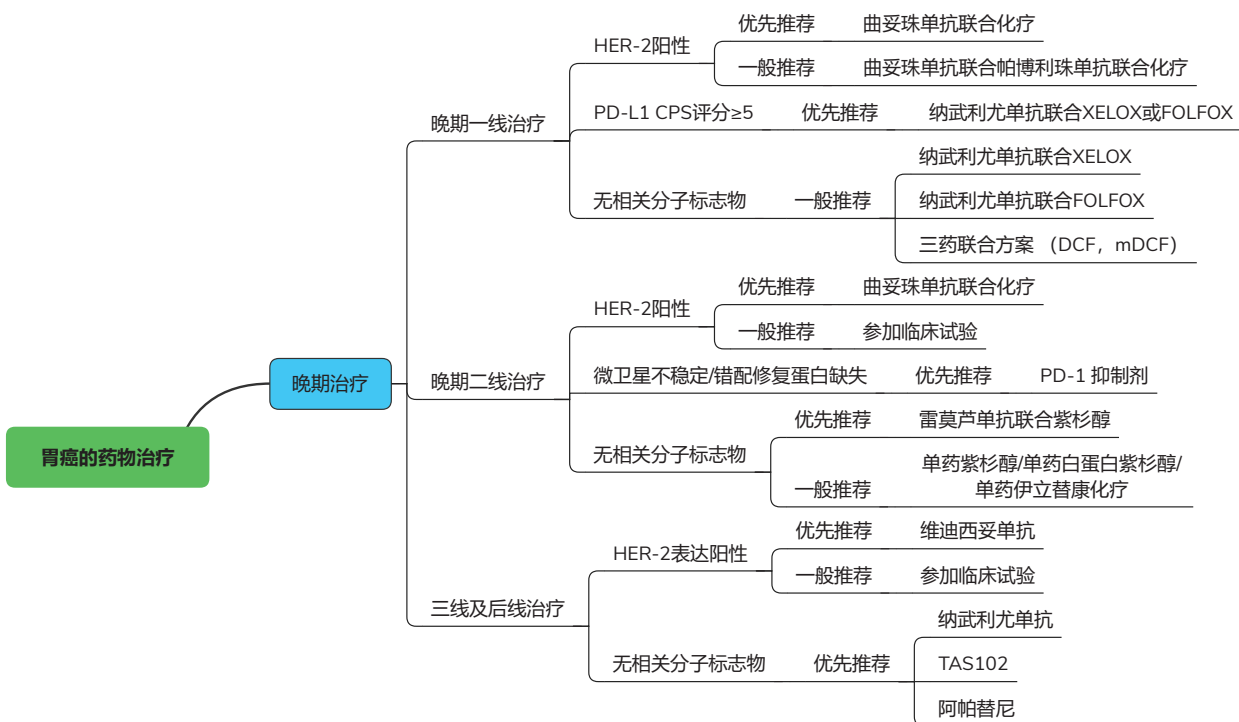 胃癌的药物治疗
晚期治疗
晚期一线治疗
HER-2阳性
优先推荐
曲妥珠单抗联合化疗
一般推荐
曲妥珠单抗联合帕博利珠单抗联合化疗
PD-L1 CPS评分≥5
优先推荐
纳武利尤单抗联合XELOX或FOLFOX
无相关分子标志物
一般推荐
纳武利尤单抗联合XELOX
纳武利尤单抗联合FOLFOX
三药联合方案 （DCF，mDCF）
晚期二线治疗
HER-2阳性
优先推荐
曲妥珠单抗联合化疗
一般推荐
参加临床试验
微卫星不稳定/错配修复蛋白缺失
优先推荐
PD-1 抑制剂
无相关分子标志物
优先推荐
雷莫芦单抗联合紫杉醇
一般推荐
单药紫杉醇/单药白蛋白紫杉醇/
单药伊立替康化疗
三线及后线治疗
HER-2表达阳性
优先推荐
维迪西妥单抗
一般推荐
参加临床试验
无相关分子标志物
优先推荐
纳武利尤单抗
TAS102
阿帕替尼